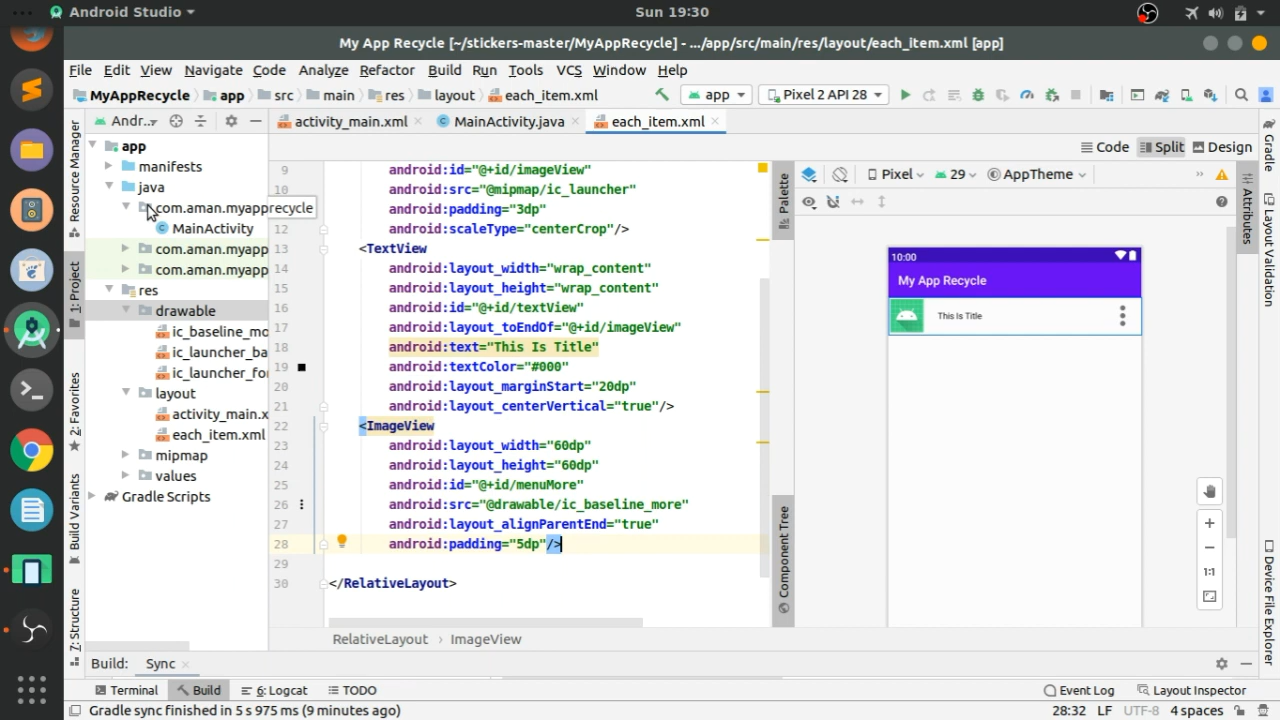 Android Studio
Sun 19:30
My App Recycle [~/stickers-master/MyAppRecycle] - .../app/src/main/res/layout/each_item.xml [app]
File Edit View Navigate Code Analyze Refactor Build Run Tools VCS Window Help
MyAppRecycle app src main res layout each_item.xml app Pixel 2 API 28
Andr... activity_main.xml MainActivity.java each_item.xml
Code Split Design
Resource Manager
1: Project
2: Favorites
Build Variants
7: Structure
app
manifests
java
com.aman.myapprecycle
MainActivity
com.aman.myapp
com.aman.myapp
res
drawable
ic_baseline_mo
ic_launcher_ba
ic_launcher_for
layout
activity_main.x
each_item.xml
mipmap
values
Gradle Scripts
9 android:id="@+id/imageView"
10 android:src="@mipmap/ic_launcher"
android:padding="3dp"
12 android:scaleType="centerCrop"/>
13 <TextView
14 android:layout_width="wrap_content"
15 android:layout_height="wrap_content"
16 android:id="@+id/textView"
17 android:layout_toEndOf="@+id/imageView"
18 android:text="This Is Title"
19 android:textColor="#000"
20 android:layout_marginStart="20dp"
21 android:layout_centerVertical="true"/>
22 <ImageView
23 android:layout_width="60dp"
24 android:layout_height="60dp"
25 android:id="@+id/menuMore"
26 android:src="@drawable/ic_baseline_more"
27 android:layout_alignParentEnd="true"
28 android:padding="5dp"/>
29
30 </RelativeLayout>
RelativeLayout › ImageView
Palette
Component Tree
Pixel 29 AppTheme
10:00
My App Recycle
This Is Title
1:1
Attributes
Gradle
Layout Validation
Device File Explorer
Build: Sync
Terminal Build 6: Logcat TODO Event Log Layout Inspector
Gradle sync finished in 5 s 975 ms (9 minutes ago) 28:32 LF UTF-8 4 spaces